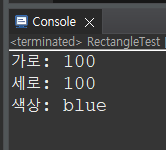 Console
<terminated> RectangleTest
가로: 100
세로: 100
색상: blue